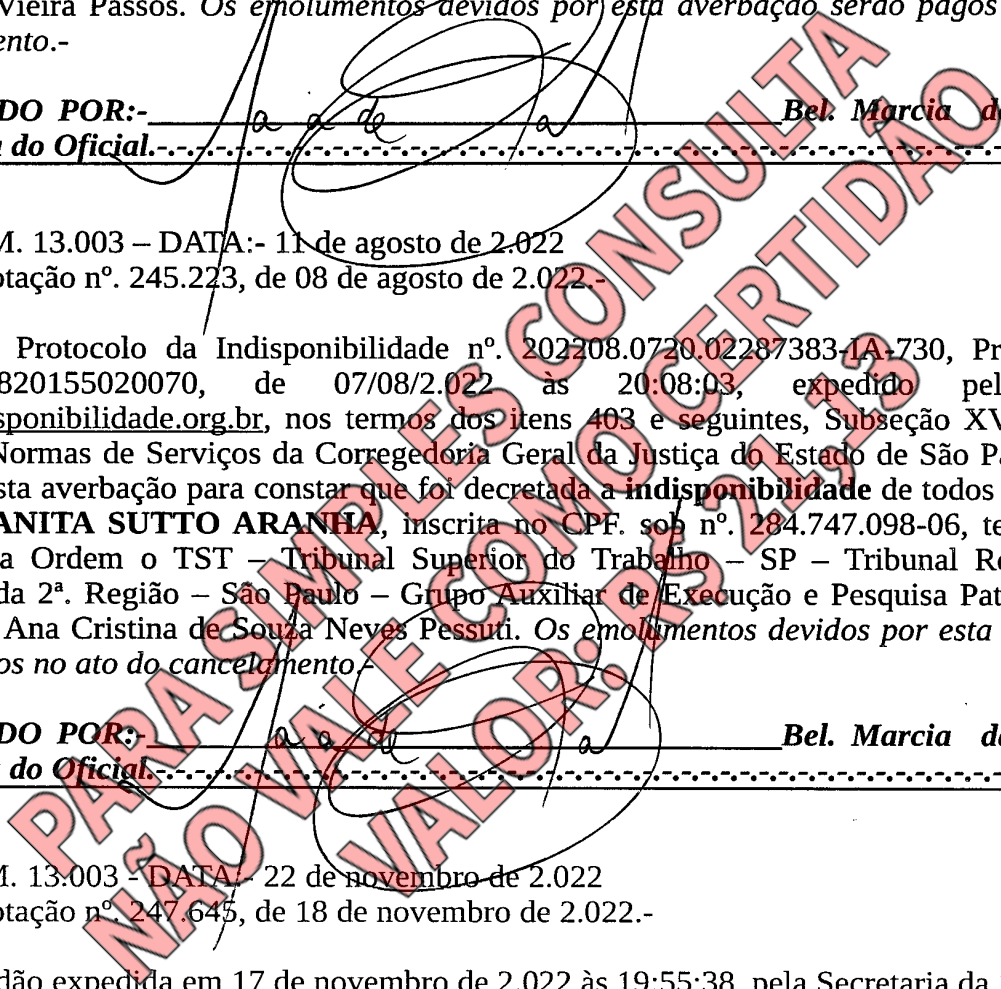 Vieira Passos. Os emolumentos devidos por esta averbação serão pagos
ento.-
DO POR:- Bel. Marcia de
do Oficial.-.-.-.-.-.-.-.-.-.-.-.-.-.-.-.-.-.-.-.-.-.-.-.-.-.-.-.-.-.-.-.-.-.-.-.-
M. 13.003 – DATA:- 11 de agosto de 2.022
otação nº. 245.223, de 08 de agosto de 2.022.-
Protocolo da Indisponibilidade nº. 202208.0720.02287383-IA-730, Pr
820155020070, de 07/08/2.022 às 20:08:03, expedido pel
sponibilidade.org.br, nos termos dos itens 403 e seguintes, Subseção XV
Normas de Serviços da Corregedoria Geral da Justiça do Estado de São Pa
sta averbação para constar que foi decretada a indisponibilidade de todos
ANITA SUTTO ARANHA, inscrita no CPF. sob nº. 284.747.098-06, te
a Ordem o TST – Tribunal Superior do Trabalho – SP – Tribunal Re
da 2ª. Região – São Paulo – Grupo Auxiliar de Execução e Pesquisa Pat
Ana Cristina de Souza Neves Pessuti. Os emolumentos devidos por esta
os no ato do cancelamento.-
DO POR:- Bel. Marcia de
do Oficial.-.-.-.-.-.-.-.-.-.-.-.-.-.-.-.-.-.-.-.-.-.-.-.-.-.-.-.-.-.-.-.-.-.-.-.-
M. 13.003 - DATA:- 22 de novembro de 2.022
otação nº. 247.645, de 18 de novembro de 2.022.-
dão expedida em 17 de novembro de 2.022 às 19:55:38, pela Secretaria da
PARA SIMPLES CONSULTA
NÃO VALE COMO CERTIDÃO
VALOR: R$ 21,13